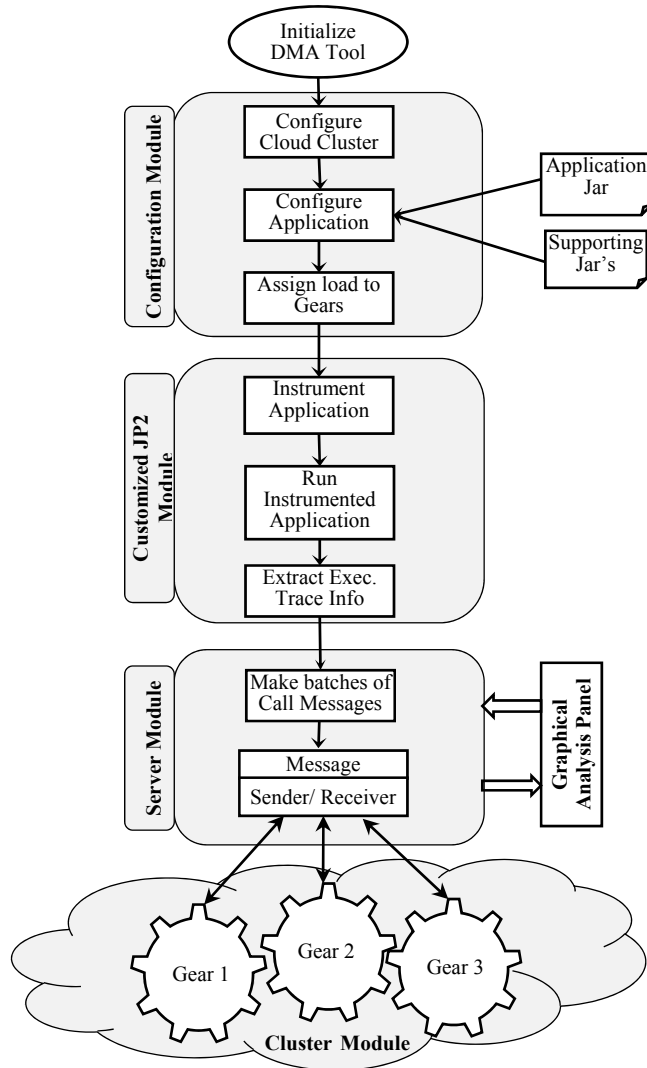 Initialize
DMA Tool
Configuration Module
Configure
Cloud Cluster
Configure
Application
Application
Jar
Supporting
Jar's
Assign load to
Gears
Customized JP2
Module
Instrument
Application
Run
Instrumented
Application
Extract Exec.
Trace Info
Server Module
Make batches of
Call Messages
Message
Sender/ Receiver
Graphical
Analysis Panel
Gear 1
Gear 2
Gear 3
Cluster Module